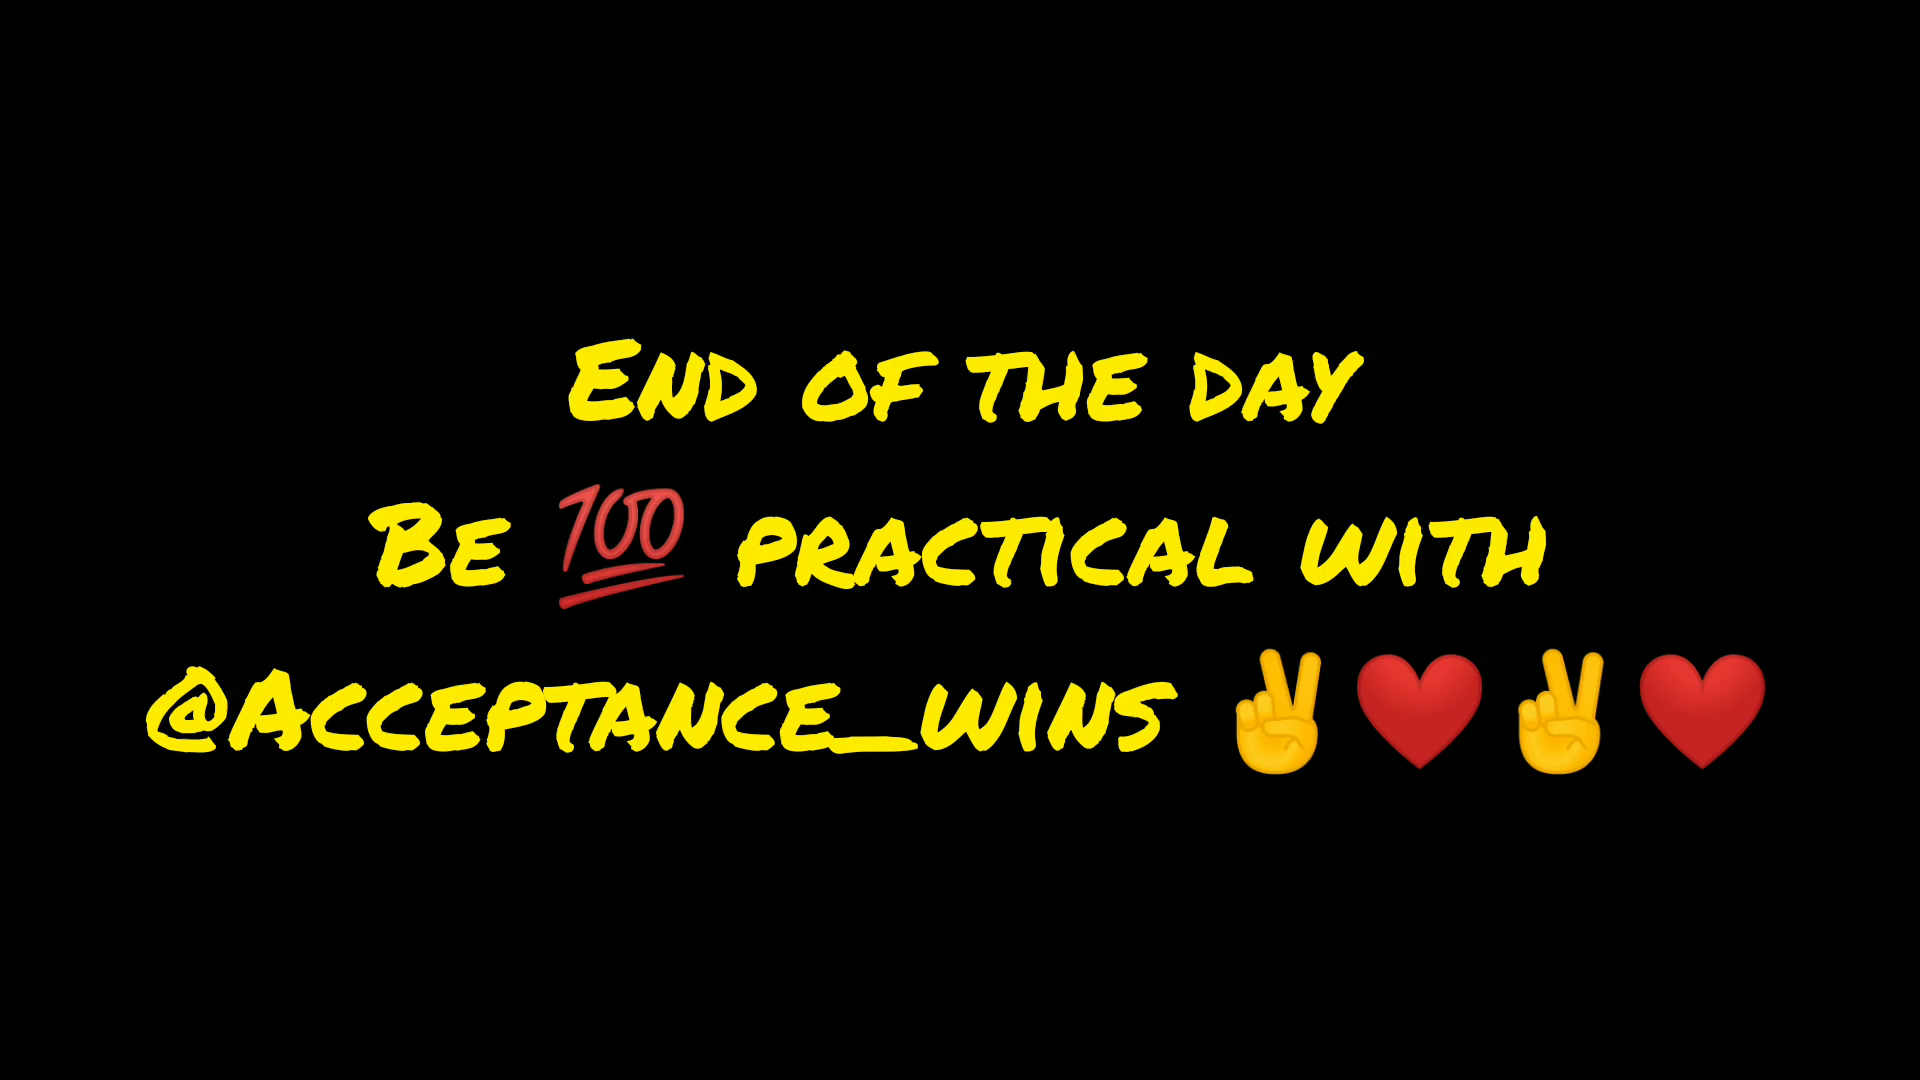 End of the day
Be 💯 practical with
@Acceptance_wins ✌❤✌❤